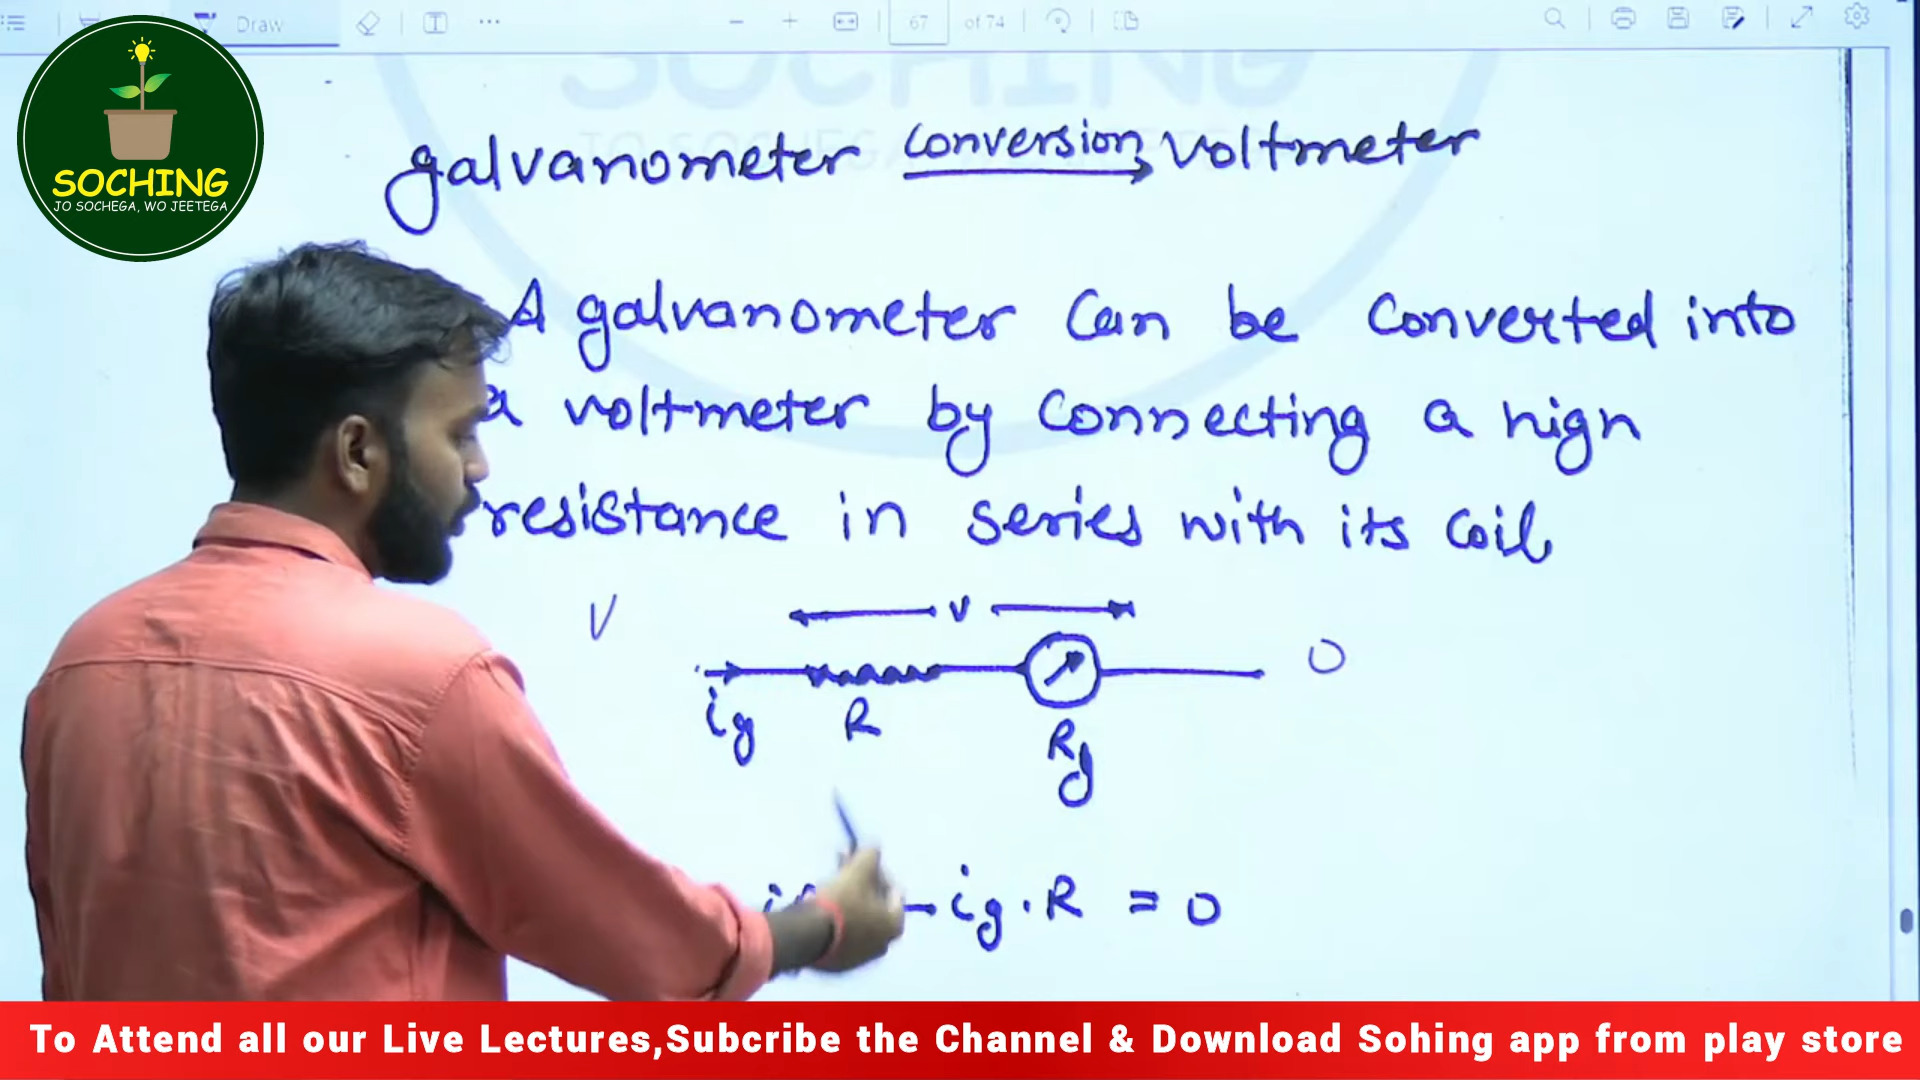 Draw
67 of 74
SOCHING
JO SOCHEGA, WO JEETEGA
galvanometer conversion voltmeter
A galvanometer can be converted into
a voltmeter by connecting a high
resistance in series with its coil
V
V
0
ig R Rg
- ig . R = 0
To Attend all our Live Lectures,Subcribe the Channel & Download Sohing app from play store